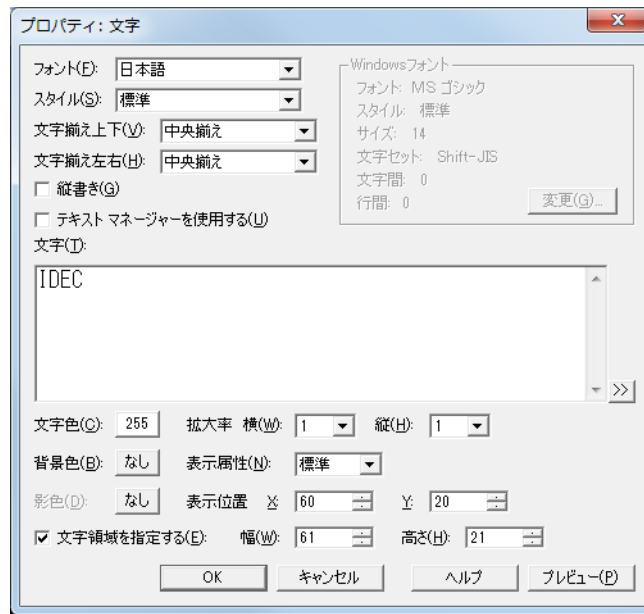 プロパティ: 文字
フォント(F): 日本語
スタイル(S): 標準
文字揃え上下(V): 中央揃え
文字揃え左右(H): 中央揃え
縦書き(G)
テキスト マネージャーを使用する(U)
Windowsフォント
フォント: MS ゴシック
スタイル: 標準
サイズ: 14
文字セット: Shift-JIS
文字間: 0
行間: 0
変更(G)...
文字(T):
IDEC
>>
文字色(C): 255 拡大率 横(W): 1 縦(H): 1
背景色(B): なし 表示属性(N): 標準
影色(D): なし 表示位置 X: 60 Y: 20
文字領域を指定する(E): 幅(W): 61 高さ(H): 21
OK キャンセル ヘルプ プレビュー(P)